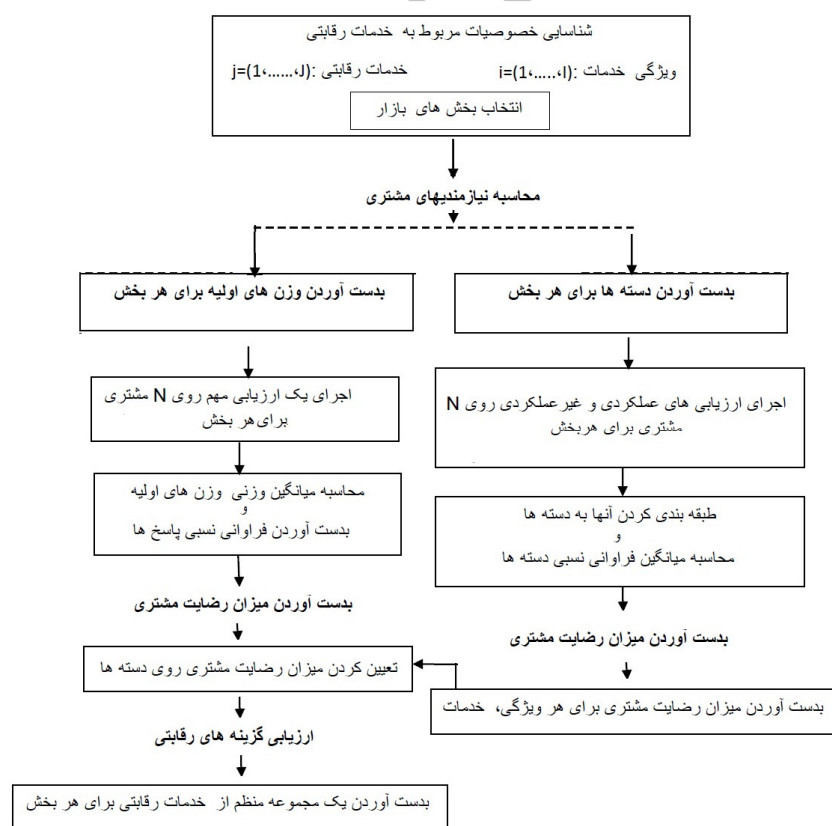 شناسایی خصوصیات مربوط به خدمات رقابتی
ویژگی خدمات :i=(1،.....،I)
خدمات رقابتی :j=(1،......،J)
انتخاب بخش های بازار
محاسبه نیازمندیهای مشتری
بدست آوردن دسته ها برای هر بخش
بدست آوردن وزن های اولیه برای هر بخش
اجرای ارزیابی های عملکردی و غیرعملکردی روی N
مشتری برای هربخش
اجرای یک ارزیابی مهم روی N مشتری
برای هر بخش
طبقه بندی کردن آنها به دسته ها
و
محاسبه میانگین فراوانی نسبی دسته ها
محاسبه میانگین وزنی وزن های اولیه
و
بدست آوردن فراوانی نسبی پاسخ ها
بدست آوردن میزان رضایت مشتری
بدست آوردن میزان رضایت مشتری
بدست آوردن میزان رضایت مشتری برای هر ویژگی، خدمات
تعیین کردن میزان رضایت مشتری روی دسته ها
ارزیابی گزینه های رقابتی
بدست آوردن یک مجموعه منظم از خدمات رقابتی برای هر بخش